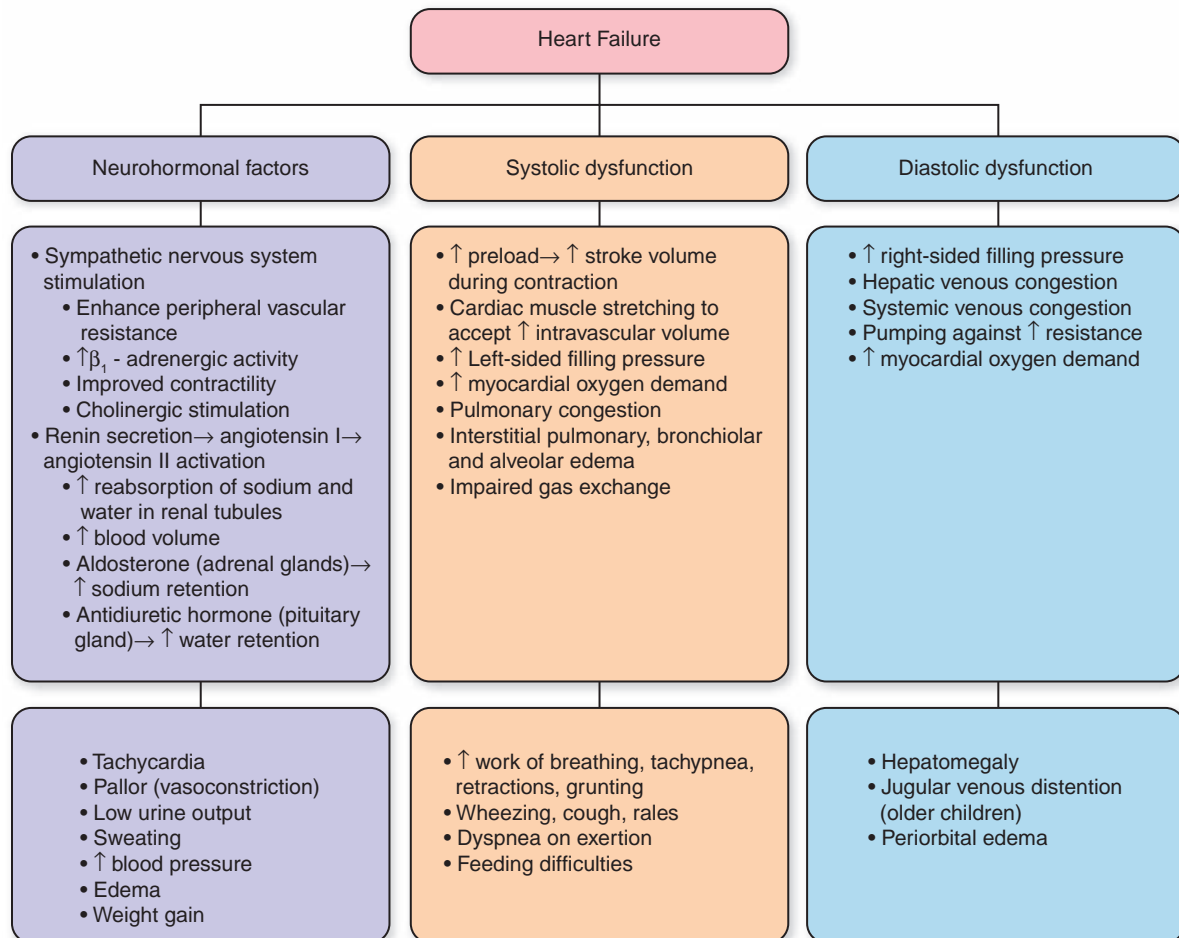 Heart Failure
Neurohormonal factors
Systolic dysfunction
Diastolic dysfunction
• Sympathetic nervous system
stimulation
• Enhance peripheral vascular
resistance
• ↑β₁ - adrenergic activity
• Improved contractility
• Cholinergic stimulation
• Renin secretion→ angiotensin I→
angiotensin II activation
• ↑ reabsorption of sodium and
water in renal tubules
• ↑ blood volume
• Aldosterone (adrenal glands)→
↑ sodium retention
• Antidiuretic hormone (pituitary
gland)→ ↑ water retention
• ↑ preload→ ↑ stroke volume
during contraction
• Cardiac muscle stretching to
accept ↑ intravascular volume
• ↑ Left-sided filling pressure
• ↑ myocardial oxygen demand
• Pulmonary congestion
• Interstitial pulmonary, bronchiolar
and alveolar edema
• Impaired gas exchange
• ↑ right-sided filling pressure
• Hepatic venous congestion
• Systemic venous congestion
• Pumping against ↑ resistance
• ↑ myocardial oxygen demand
• Tachycardia
• Pallor (vasoconstriction)
• Low urine output
• Sweating
• ↑ blood pressure
• Edema
• Weight gain
• ↑ work of breathing, tachypnea,
retractions, grunting
• Wheezing, cough, rales
• Dyspnea on exertion
• Feeding difficulties
• Hepatomegaly
• Jugular venous distention
(older children)
• Periorbital edema